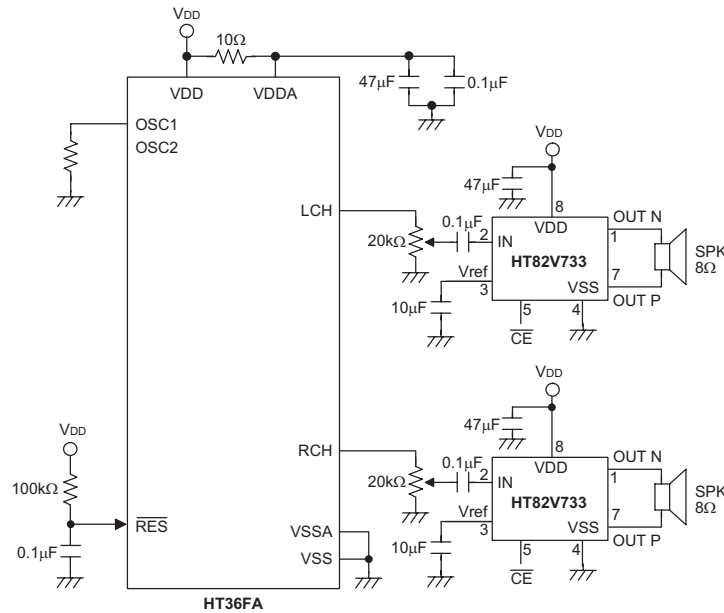 VDD
10Ω
VDD
VDDA
47μF
0.1μF
OSC1
OSC2
LCH
20kΩ
0.1μF
VDD
47μF
8
VDD
2
IN
HT82V733
OUT N
1
SPK
8Ω
7
OUT P
Vref
3
VSS
10μF
5
4
CE
VDD
100kΩ
RES
0.1μF
RCH
20kΩ
0.1μF
VDD
47μF
8
VDD
2
IN
HT82V733
OUT N
1
SPK
8Ω
7
OUT P
Vref
3
VSS
10μF
5
4
CE
VSSA
VSS
HT36FA